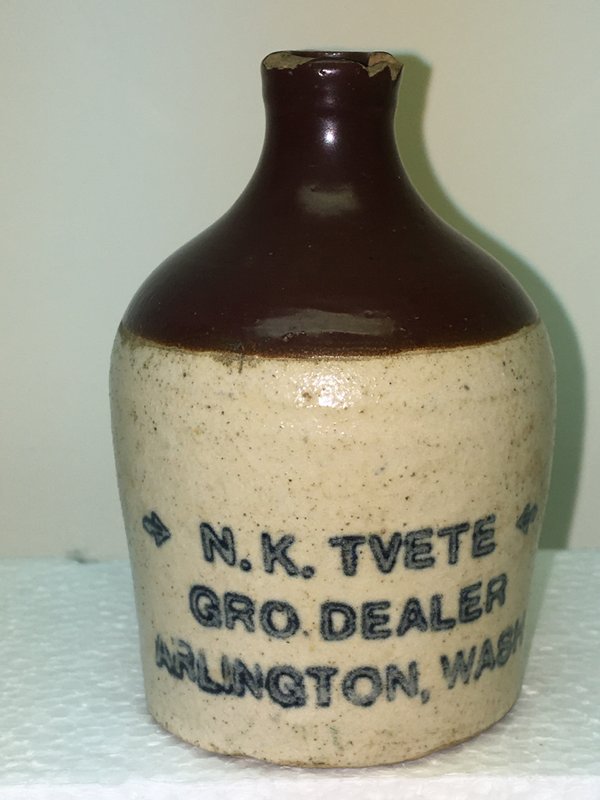 N. K. TVETE
GRO. DEALER
ARLINGTON, WASH